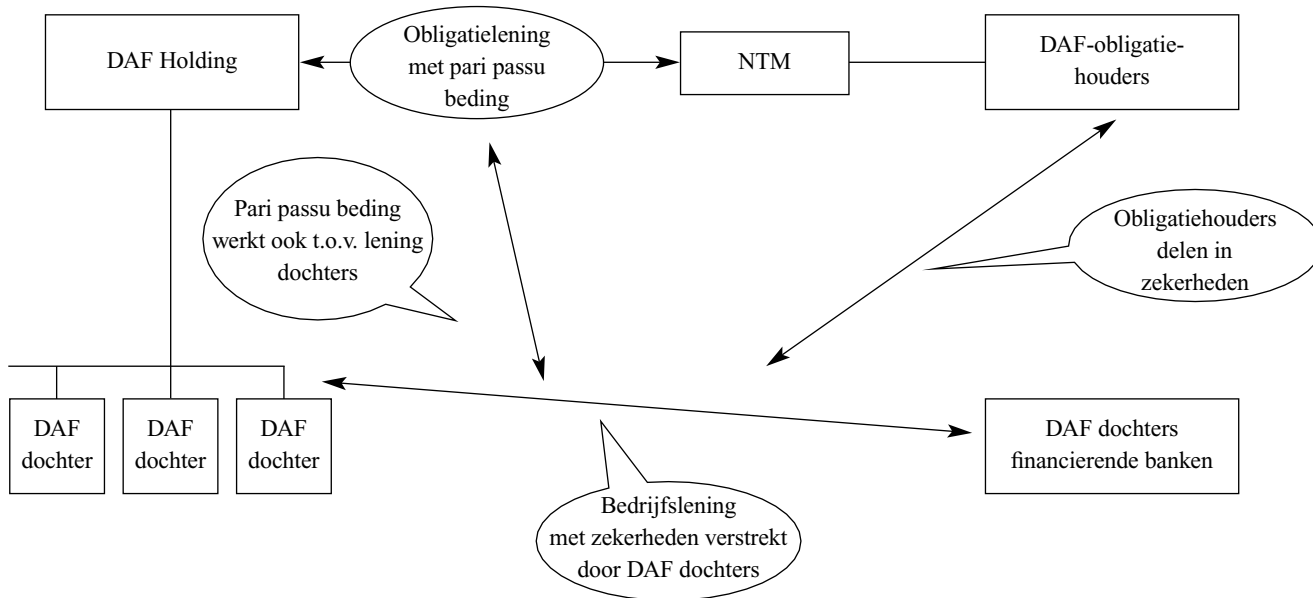 DAF Holding
Obligatielening
met pari passu
beding
NTM
DAF-obligatie-
houders
Pari passu beding
werkt ook t.o.v. lening
dochters
Obligatiehouders
delen in
zekerheden
DAF
dochter
DAF
dochter
DAF
dochter
DAF dochters
financierende banken
Bedrijfslening
met zekerheden verstrekt
door DAF dochters